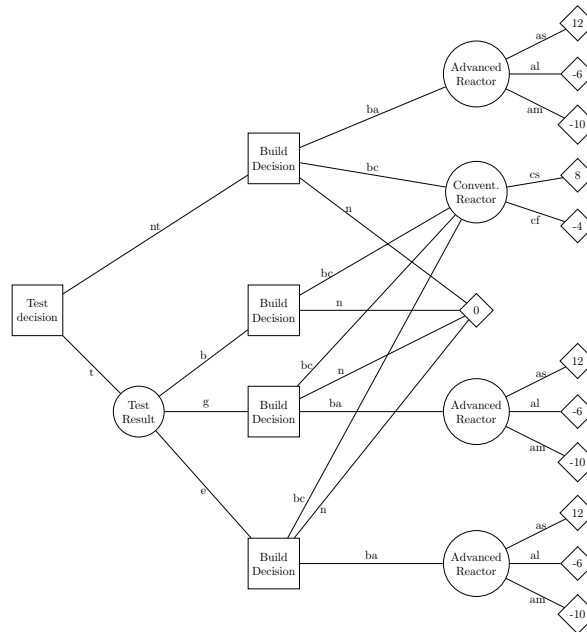 12
as
Advanced
Reactor
al
-6
am
-10
ba
Build
Decision
bc
Convent.
Reactor
cs
8
cf
-4
n
nt
bc
Test
decision
Build
Decision
n
0
t
b
bc
n
12
as
Test
Result
g
Build
Decision
ba
Advanced
Reactor
al
-6
am
-10
e
bc
n
12
as
Build
Decision
ba
Advanced
Reactor
al
-6
am
-10